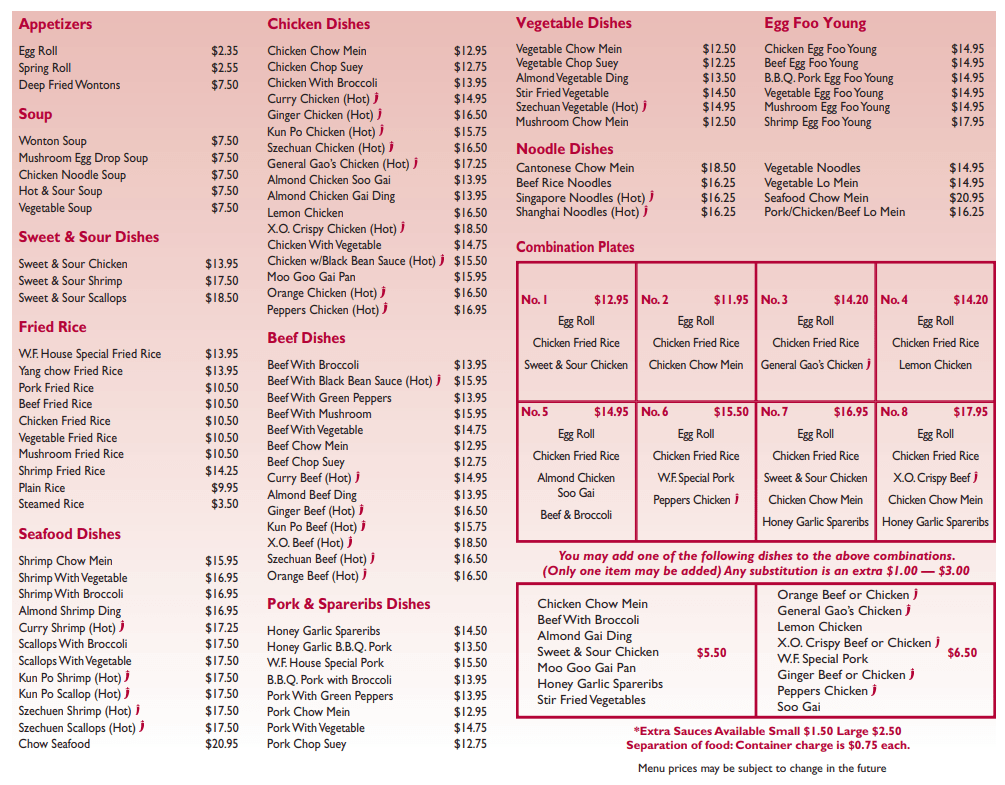 Appetizers
Egg Roll $2.35
Spring Roll $2.55
Deep Fried Wontons $7.50
Soup
Wonton Soup $7.50
Mushroom Egg Drop Soup $7.50
Chicken Noodle Soup $7.50
Hot & Sour Soup $7.50
Vegetable Soup $7.50
Sweet & Sour Dishes
Sweet & Sour Chicken $13.95
Sweet & Sour Shrimp $17.50
Sweet & Sour Scallops $18.50
Fried Rice
W.F. House Special Fried Rice $13.95
Yang chow Fried Rice $13.95
Pork Fried Rice $10.50
Beef Fried Rice $10.50
Chicken Fried Rice $10.50
Vegetable Fried Rice $10.50
Mushroom Fried Rice $10.50
Shrimp Fried Rice $14.25
Plain Rice $9.95
Steamed Rice $3.50
Seafood Dishes
Shrimp Chow Mein $15.95
Shrimp With Vegetable $16.95
Shrimp With Broccoli $16.95
Almond Shrimp Ding $16.95
Curry Shrimp (Hot) $17.25
Scallops With Broccoli $17.50
Scallops With Vegetable $17.50
Kun Po Shrimp (Hot) $17.50
Kun Po Scallop (Hot) $17.50
Szechuen Shrimp (Hot) $17.50
Szechuen Scallops (Hot) $17.50
Chow Seafood $20.95
Chicken Dishes
Chicken Chow Mein $12.95
Chicken Chop Suey $12.75
Chicken With Broccoli $13.95
Curry Chicken (Hot) $14.95
Ginger Chicken (Hot) $16.50
Kun Po Chicken (Hot) $15.75
Szechuan Chicken (Hot) $16.50
General Gao's Chicken (Hot) $17.25
Almond Chicken Soo Gai $13.95
Almond Chicken Gai Ding $13.95
Lemon Chicken $16.50
X.O. Crispy Chicken (Hot) $18.50
Chicken With Vegetable $14.75
Chicken w/Black Bean Sauce (Hot) $15.50
Moo Goo Gai Pan $15.95
Orange Chicken (Hot) $16.50
Peppers Chicken (Hot) $16.95
Beef Dishes
Beef With Broccoli $13.95
Beef With Black Bean Sauce (Hot) $15.95
Beef With Green Peppers $13.95
Beef With Mushroom $15.95
Beef With Vegetable $14.75
Beef Chow Mein $12.95
Beef Chop Suey $12.75
Curry Beef (Hot) $14.95
Almond Beef Ding $13.95
Ginger Beef (Hot) $16.50
Kun Po Beef (Hot) $15.75
X.O. Beef (Hot) $18.50
Szechuen Beef (Hot) $16.50
Orange Beef (Hot) $16.50
Pork & Spareribs Dishes
Honey Garlic Spareribs $14.50
Honey Garlic B.B.Q. Pork $13.50
W.F. House Special Pork $15.50
B.B.Q. Pork with Broccoli $13.95
Pork With Green Peppers $13.95
Pork Chow Mein $12.95
Pork With Vegetable $14.75
Pork Chop Suey $12.75
Vegetable Dishes
Vegetable Chow Mein $12.50
Vegetable Chop Suey $12.25
Almond Vegetable Ding $13.50
Stir Fried Vegetable $14.50
Szechuan Vegetable (Hot) $14.95
Mushroom Chow Mein $12.50
Egg Foo Young
Chicken Egg Foo Young $14.95
Beef Egg Foo Young $14.95
B.B.Q. Pork Egg Foo Young $14.95
Vegetable Egg Foo Young $14.95
Mushroom Egg Foo Young $14.95
Shrimp Egg Foo Young $17.95
Noodle Dishes
Cantonese Chow Mein $18.50
Beef Rice Noodles $16.25
Singapore Noodles (Hot) $16.25
Shanghai Noodles (Hot) $16.25
Vegetable Noodles $14.95
Vegetable Lo Mein $14.95
Seafood Chow Mein $20.95
Pork/Chicken/Beef Lo Mein $16.25
Combination Plates
No. 1 $12.95
Egg Roll
Chicken Fried Rice
Sweet & Sour Chicken
No. 2 $11.95
Egg Roll
Chicken Fried Rice
Chicken Chow Mein
No. 3 $14.20
Egg Roll
Chicken Fried Rice
General Gao's Chicken
No. 4 $14.20
Egg Roll
Chicken Fried Rice
Lemon Chicken
No. 5 $14.95
Egg Roll
Chicken Fried Rice
Almond Chicken
Soo Gai
Beef & Broccoli
No. 6 $15.50
Egg Roll
Chicken Fried Rice
W.F. Special Pork
Peppers Chicken
No. 7 $16.95
Egg Roll
Chicken Fried Rice
Sweet & Sour Chicken
Chicken Chow Mein
Honey Garlic Spareribs
No. 8 $17.95
Egg Roll
Chicken Fried Rice
X.O. Crispy Beef
Chicken Chow Mein
Honey Garlic Spareribs
You may add one of the following dishes to the above combinations.
(Only one item may be added) Any substitution is an extra $1.00 — $3.00
Chicken Chow Mein
Beef With Broccoli
Almond Gai Ding
Sweet & Sour Chicken $5.50
Moo Goo Gai Pan
Honey Garlic Spareribs
Stir Fried Vegetables
Orange Beef or Chicken
General Gao's Chicken
Lemon Chicken
X.O. Crispy Beef or Chicken
W.F. Special Pork $6.50
Ginger Beef or Chicken
Peppers Chicken
Soo Gai
*Extra Sauces Available Small $1.50 Large $2.50
Separation of food: Container charge is $0.75 each.
Menu prices may be subject to change in the future